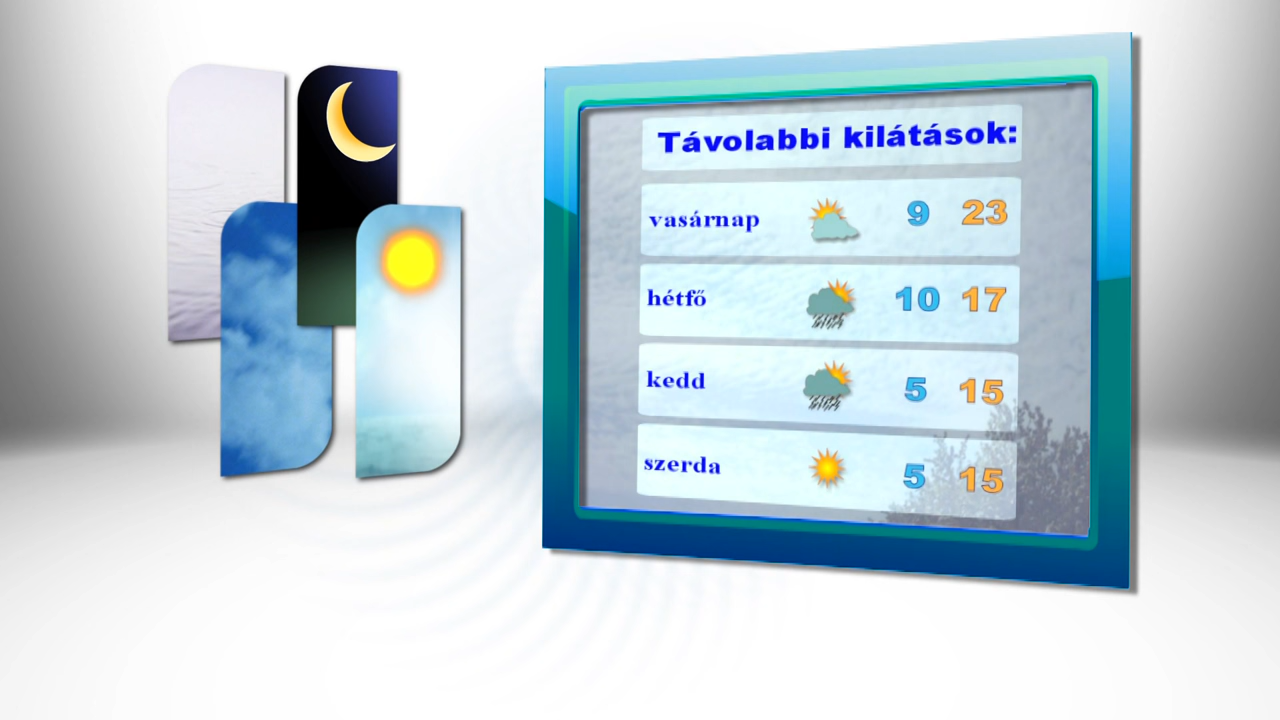 Távolabbi kilátások:
vasárnap 9 23
hétfő 10 17
kedd 5 15
szerda 5 15